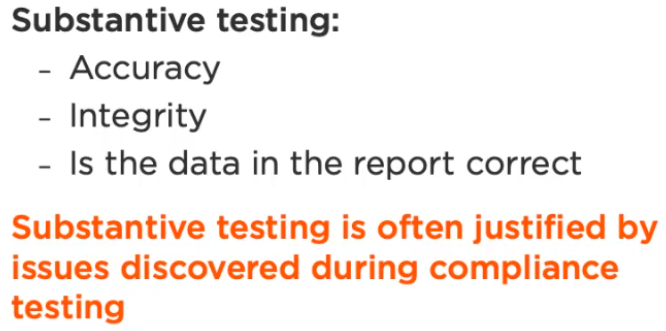 Substantive testing:
- Accuracy
- Integrity
- Is the data in the report correct
Substantive testing is often justified by
issues discovered during compliance
testing